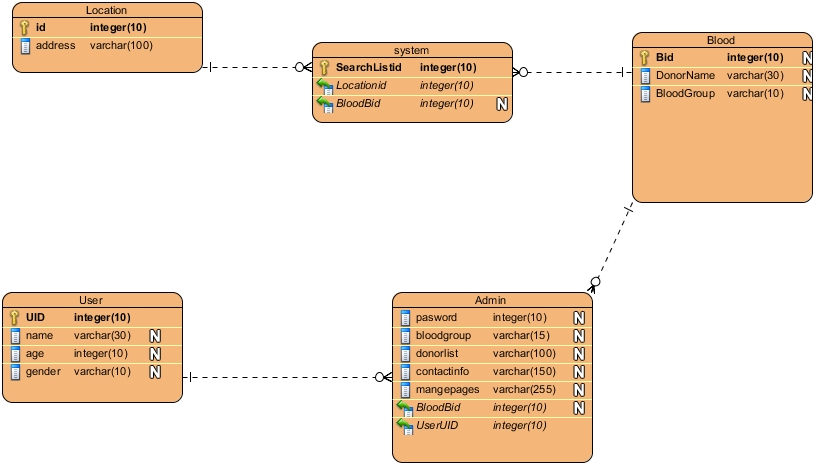 Location
id integer(10)
address varchar(100)
system
SearchListid integer(10)
Locationid integer(10)
BloodBid integer(10) N
Blood
Bid integer(10) N
DonorName varchar(30) N
BloodGroup varchar(10) N
User
UID integer(10)
name varchar(30) N
age integer(10) N
gender varchar(10) N
Admin
pasword integer(10) N
bloodgroup varchar(15) N
donorlist varchar(100) N
contactinfo varchar(150) N
mangepages varchar(255) N
BloodBid integer(10) N
UserUID integer(10)